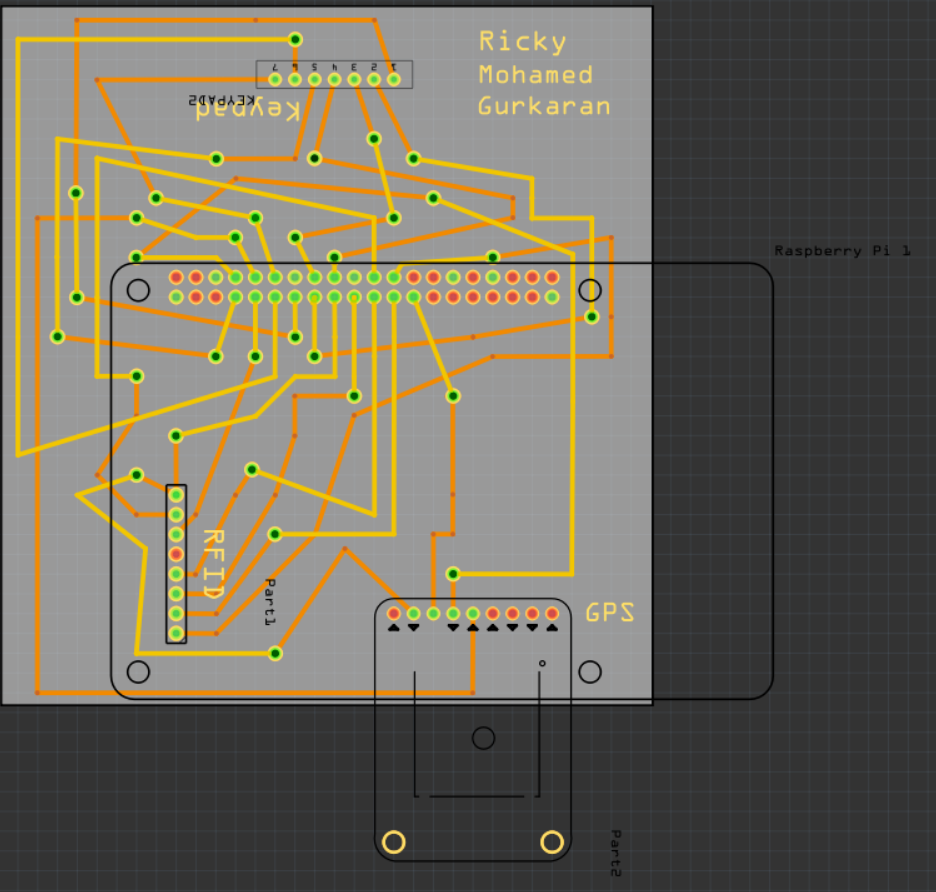 Ricky
Mohamed
Gurkaran
7 6 5 4 3 2 1
KEYPAD2
Keypad
Raspberry Pi 1
RFID
Part1
GPS
Part2